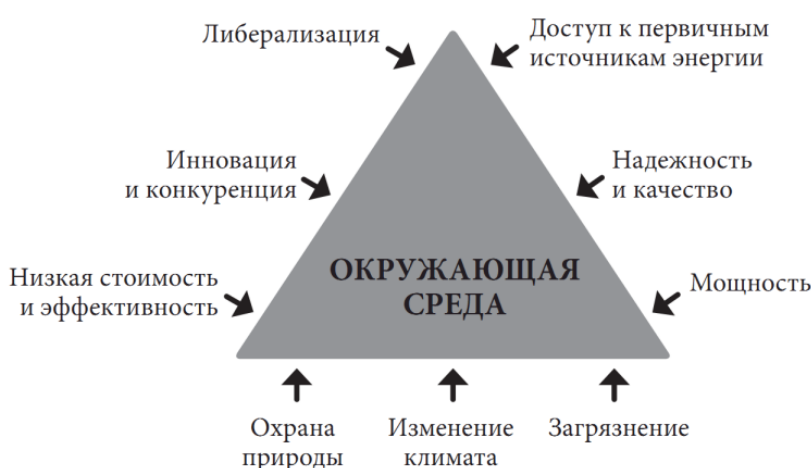 Либерализация
Доступ к первичным
источникам энергии
Инновация
и конкуренция
Надежность
и качество
Низкая стоимость
и эффективность
ОКРУЖАЮЩАЯ
СРЕДА
Мощность
Охрана
природы
Изменение
климата
Загрязнение